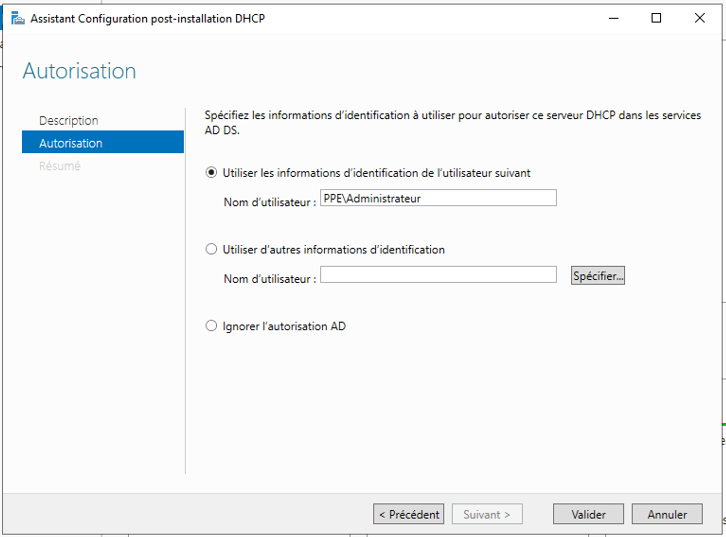 Assistant Configuration post-installation DHCP
Autorisation
Description
Autorisation
Résumé
Spécifiez les informations d'identification à utiliser pour autoriser ce serveur DHCP dans les services
AD DS.
Utiliser les informations d'identification de l'utilisateur suivant
Nom d'utilisateur : PPE\Administrateur
Utiliser d'autres informations d'identification
Nom d'utilisateur : Spécifier...
Ignorer l'autorisation AD
< Précédent Suivant > Valider Annuler